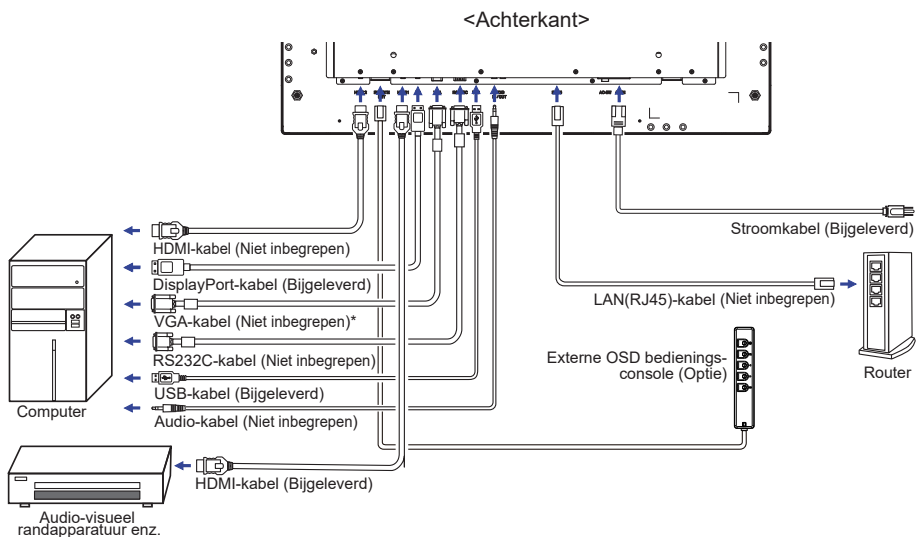 <Achterkant>
HDMI-kabel (Niet inbegrepen)
DisplayPort-kabel (Bijgeleverd)
VGA-kabel (Niet inbegrepen)*
RS232C-kabel (Niet inbegrepen)
USB-kabel (Bijgeleverd)
Audio-kabel (Niet inbegrepen)
Computer
HDMI-kabel (Bijgeleverd)
Audio-visueel
randapparatuur enz.
Stroomkabel (Bijgeleverd)
LAN(RJ45)-kabel (Niet inbegrepen)
Router
Externe OSD bedienings-
console (Optie)